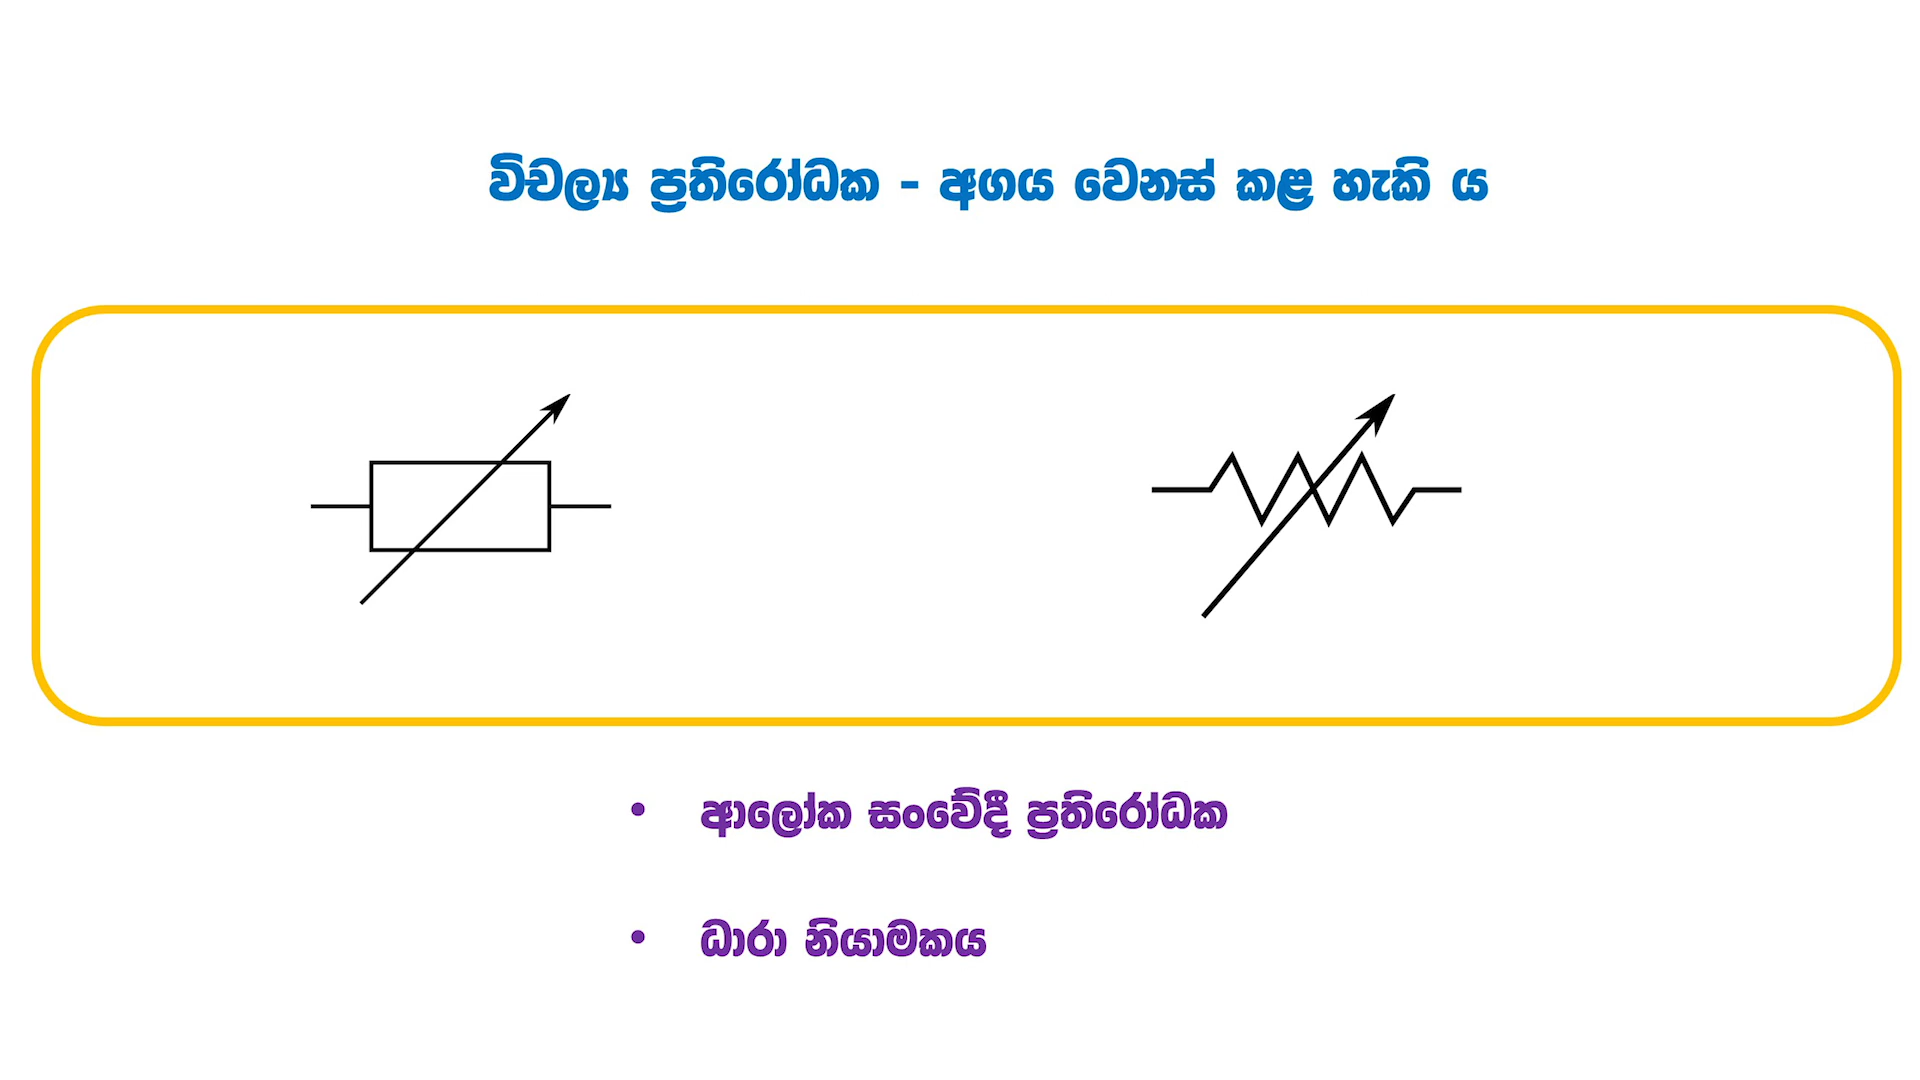 විචල්‍ය ප්‍රතිරෝධක - අගය වෙනස් කළ හැකි ය
• ආලෝක සංවේදී ප්‍රතිරෝධක
• ධාරා නියාමකය